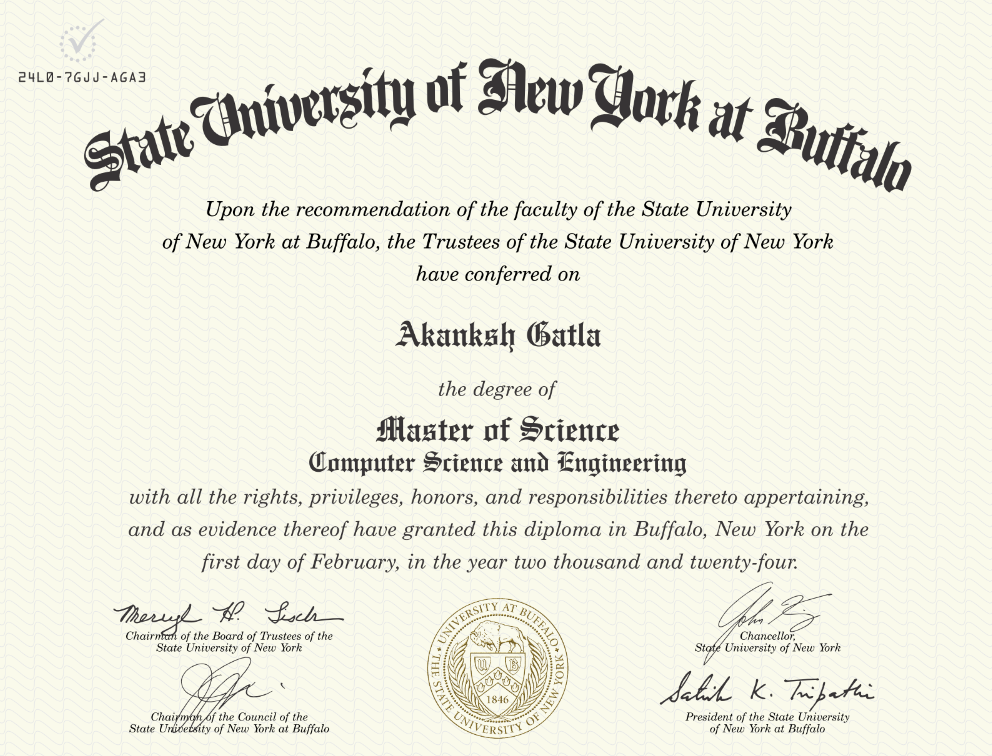 24L0-7GJJ-AGA3
State University of New York at Buffalo
Upon the recommendation of the faculty of the State University
of New York at Buffalo, the Trustees of the State University of New York
have conferred on
Akanksh Gatla
the degree of
Master of Science
Computer Science and Engineering
with all the rights, privileges, honors, and responsibilities thereto appertaining,
and as evidence thereof have granted this diploma in Buffalo, New York on the
first day of February, in the year two thousand and twenty-four.
Merryl H. Tisch
Chairman of the Board of Trustees of the
State University of New York
John
Chancellor,
State University of New York
Chairman of the Council of the
State University of New York at Buffalo
Satish K. Tripathi
President of the State University
of New York at Buffalo
UNIVERSITY AT BUFFALO
THE STATE UNIVERSITY OF NEW YORK
U B
1846